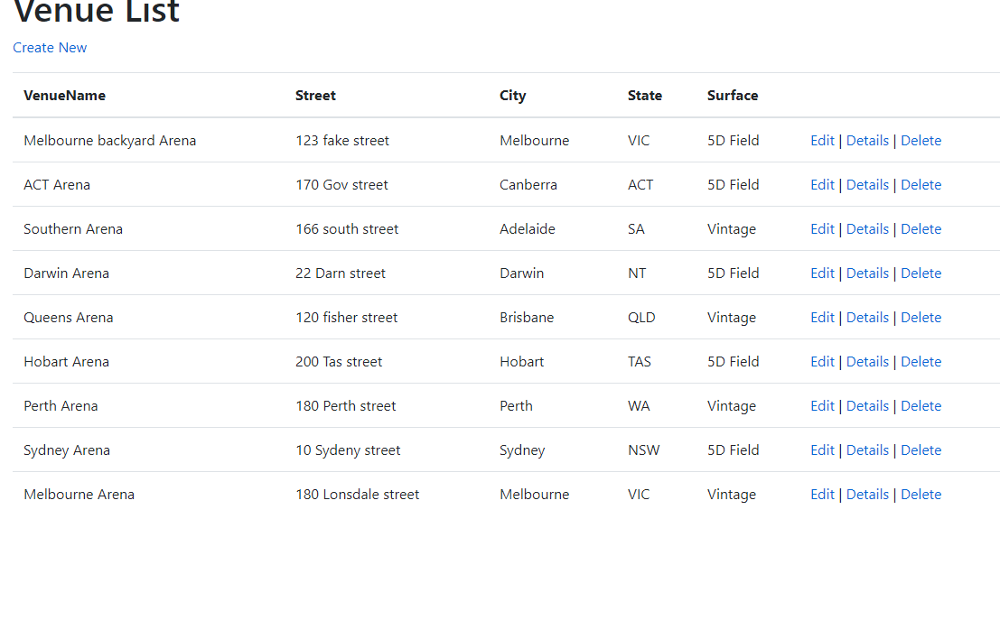 Venue List
Create New
VenueName Street City State Surface
Melbourne backyard Arena 123 fake street Melbourne VIC 5D Field Edit | Details | Delete
ACT Arena 170 Gov street Canberra ACT 5D Field Edit | Details | Delete
Southern Arena 166 south street Adelaide SA Vintage Edit | Details | Delete
Darwin Arena 22 Darn street Darwin NT 5D Field Edit | Details | Delete
Queens Arena 120 fisher street Brisbane QLD Vintage Edit | Details | Delete
Hobart Arena 200 Tas street Hobart TAS 5D Field Edit | Details | Delete
Perth Arena 180 Perth street Perth WA Vintage Edit | Details | Delete
Sydney Arena 10 Sydeny street Sydney NSW 5D Field Edit | Details | Delete
Melbourne Arena 180 Lonsdale street Melbourne VIC Vintage Edit | Details | Delete